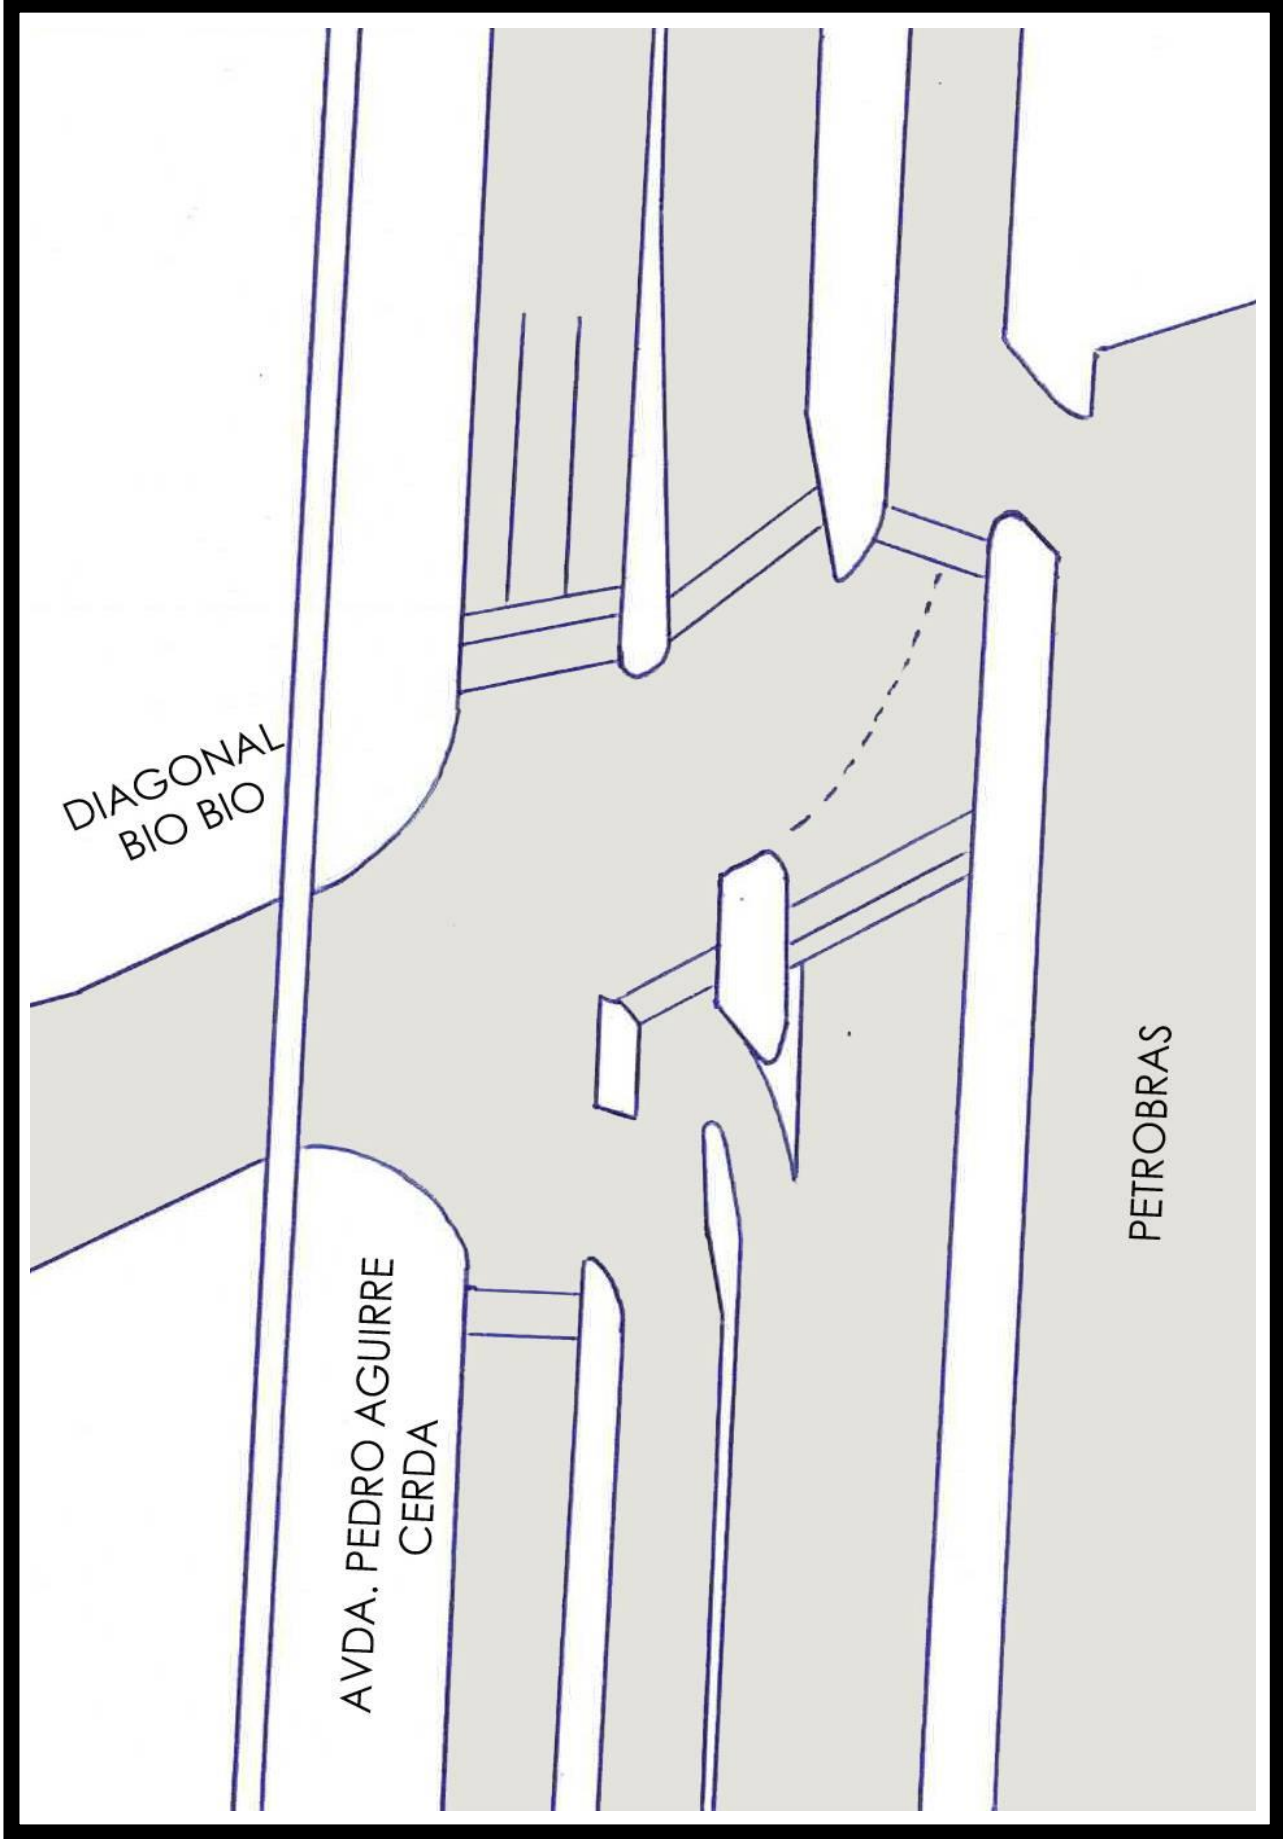 DIAGONAL
BIO BIO
AVDA. PEDRO AGUIRRE
CERDA
PETROBRAS